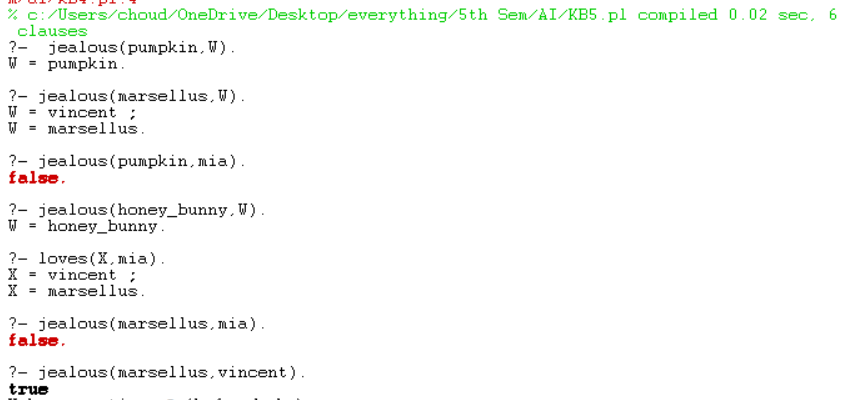 % c:/Users/choud/OneDrive/Desktop/everything/5th Sem/AI/KB5.pl compiled 0.02 sec, 6
clauses
?- jealous(pumpkin,W).
W = pumpkin.
?- jealous(marsellus,W).
W = vincent ;
W = marsellus.
?- jealous(pumpkin,mia).
false.
?- jealous(honey_bunny,W).
W = honey_bunny.
?- loves(X,mia).
X = vincent ;
X = marsellus.
?- jealous(marsellus,mia).
false.
?- jealous(marsellus,vincent).
true